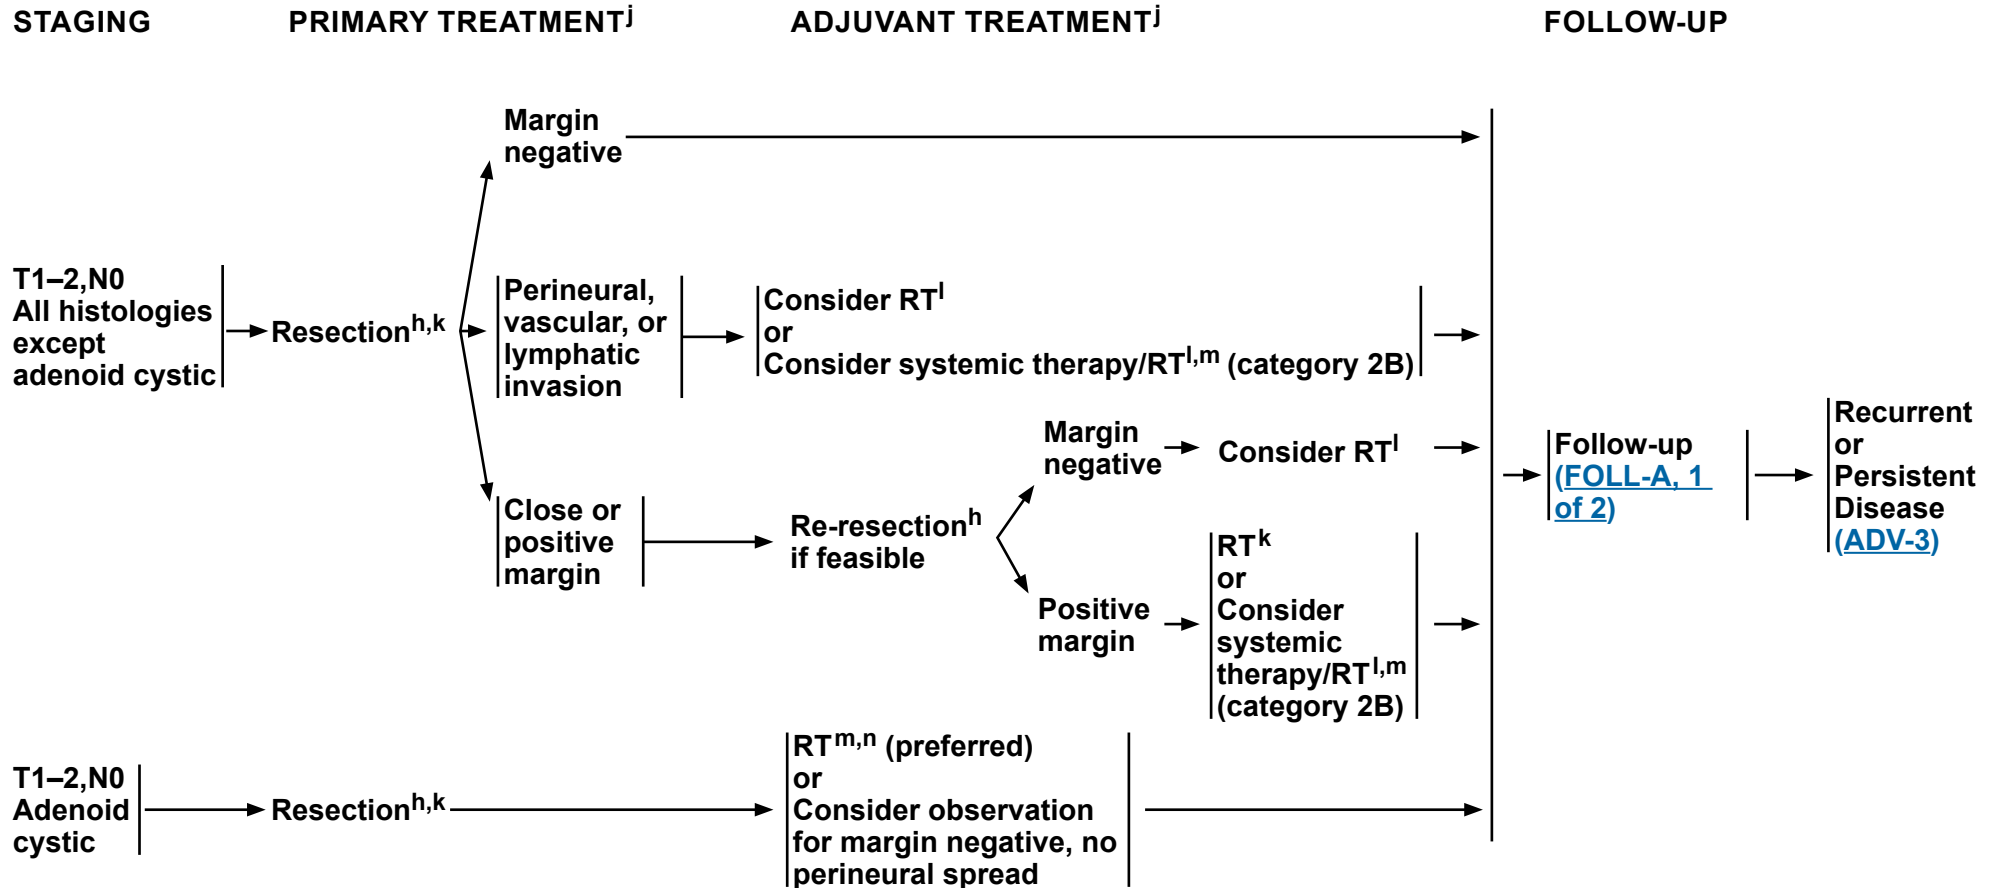 STAGING
PRIMARY TREATMENTj
ADJUVANT TREATMENTj
FOLLOW-UP
T1–2,N0
All histologies
except
adenoid cystic
Resectionh,k
Margin
negative
Perineural,
vascular, or
lymphatic
invasion
Consider RTl
or
Consider systemic therapy/RTl,m (category 2B)
Close or
positive
margin
Re-resectionh
if feasible
Margin
negative
Consider RTl
Positive
margin
RTk
or
Consider
systemic
therapy/RTl,m
(category 2B)
T1–2,N0
Adenoid
cystic
Resectionh,k
RTm,n (preferred)
or
Consider observation
for margin negative, no
perineural spread
Follow-up
(FOLL-A, 1
of 2)
Recurrent
or
Persistent
Disease
(ADV-3)